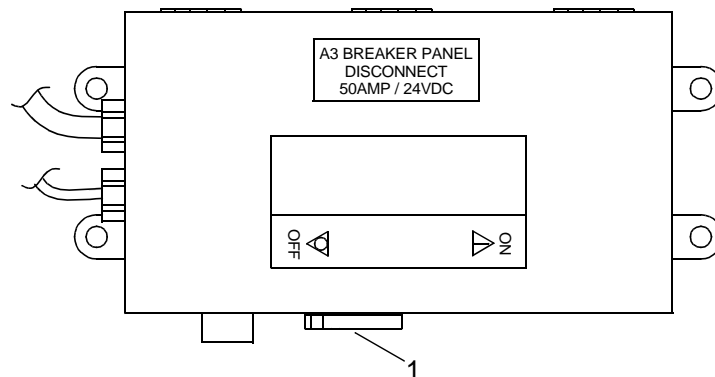 A3 BREAKER PANEL
DISCONNECT
50AMP / 24VDC
OFF
ON
1